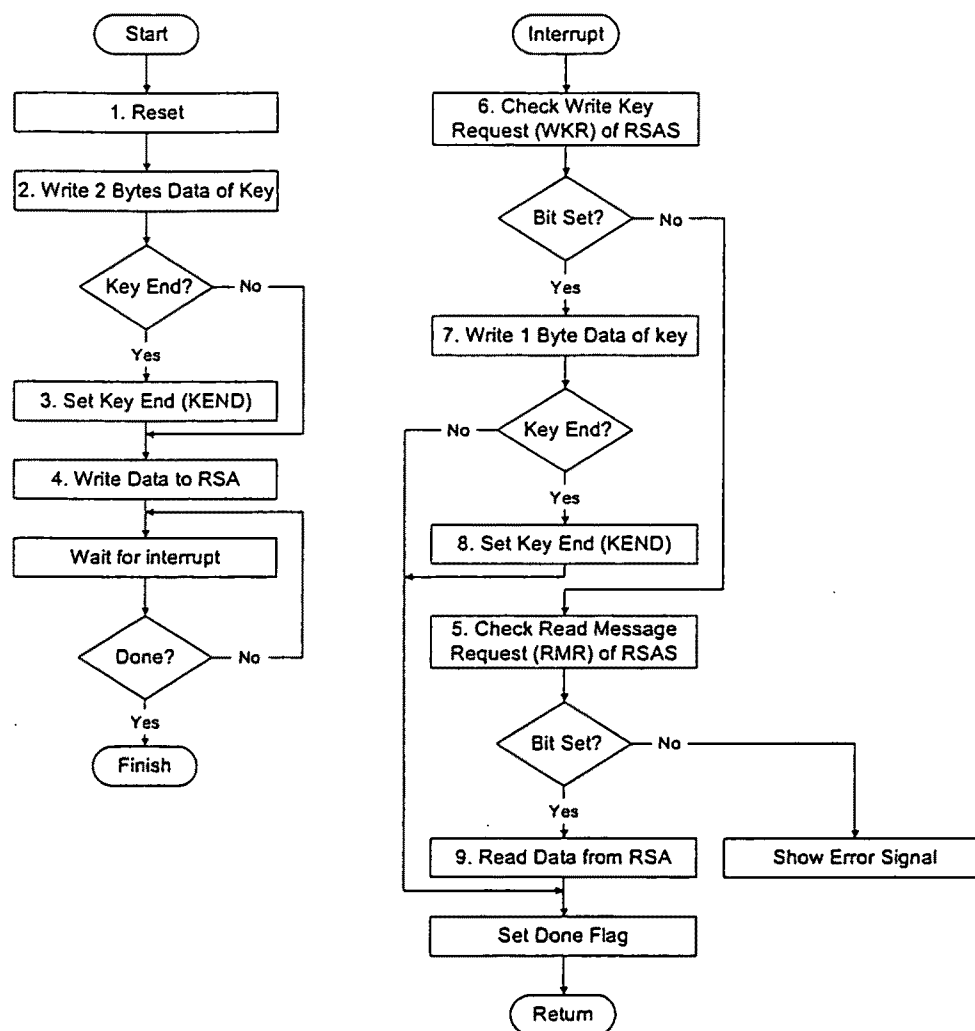 Start
1. Reset
2. Write 2 Bytes Data of Key
Key End?
No
Yes
3. Set Key End (KEND)
4. Write Data to RSA
Wait for interrupt
Done?
No
Yes
Finish
Interrupt
6. Check Write Key
Request (WKR) of RSAS
Bit Set?
No
Yes
7. Write 1 Byte Data of key
Key End?
No
Yes
8. Set Key End (KEND)
5. Check Read Message
Request (RMR) of RSAS
Bit Set?
No
Yes
9. Read Data from RSA
Show Error Signal
Set Done Flag
Return